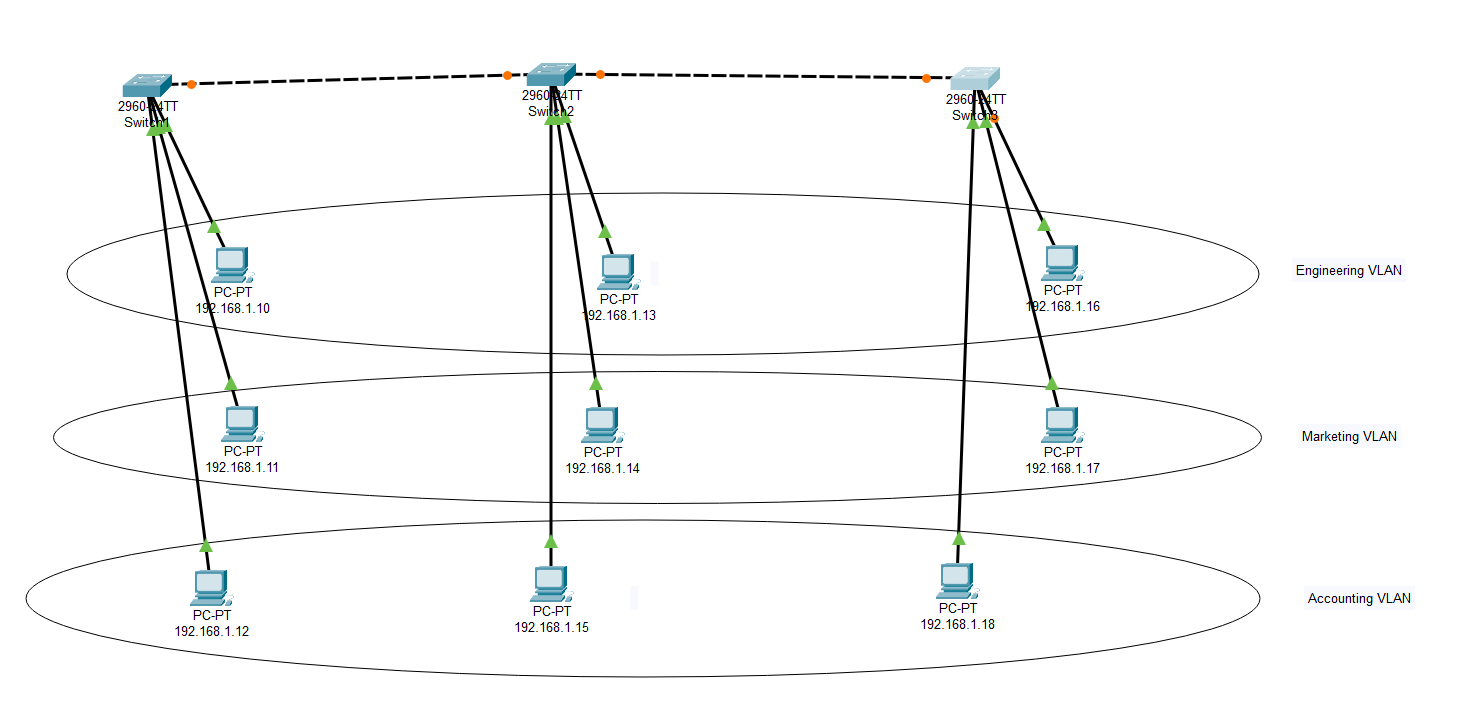 2960-24TT
Switch1
2960-24TT
Switch2
2960-24TT
Switch3
PC-PT
192.168.1.10
PC-PT
192.168.1.13
PC-PT
192.168.1.16
Engineering VLAN
PC-PT
192.168.1.11
PC-PT
192.168.1.14
PC-PT
192.168.1.17
Marketing VLAN
PC-PT
192.168.1.12
PC-PT
192.168.1.15
PC-PT
192.168.1.18
Accounting VLAN